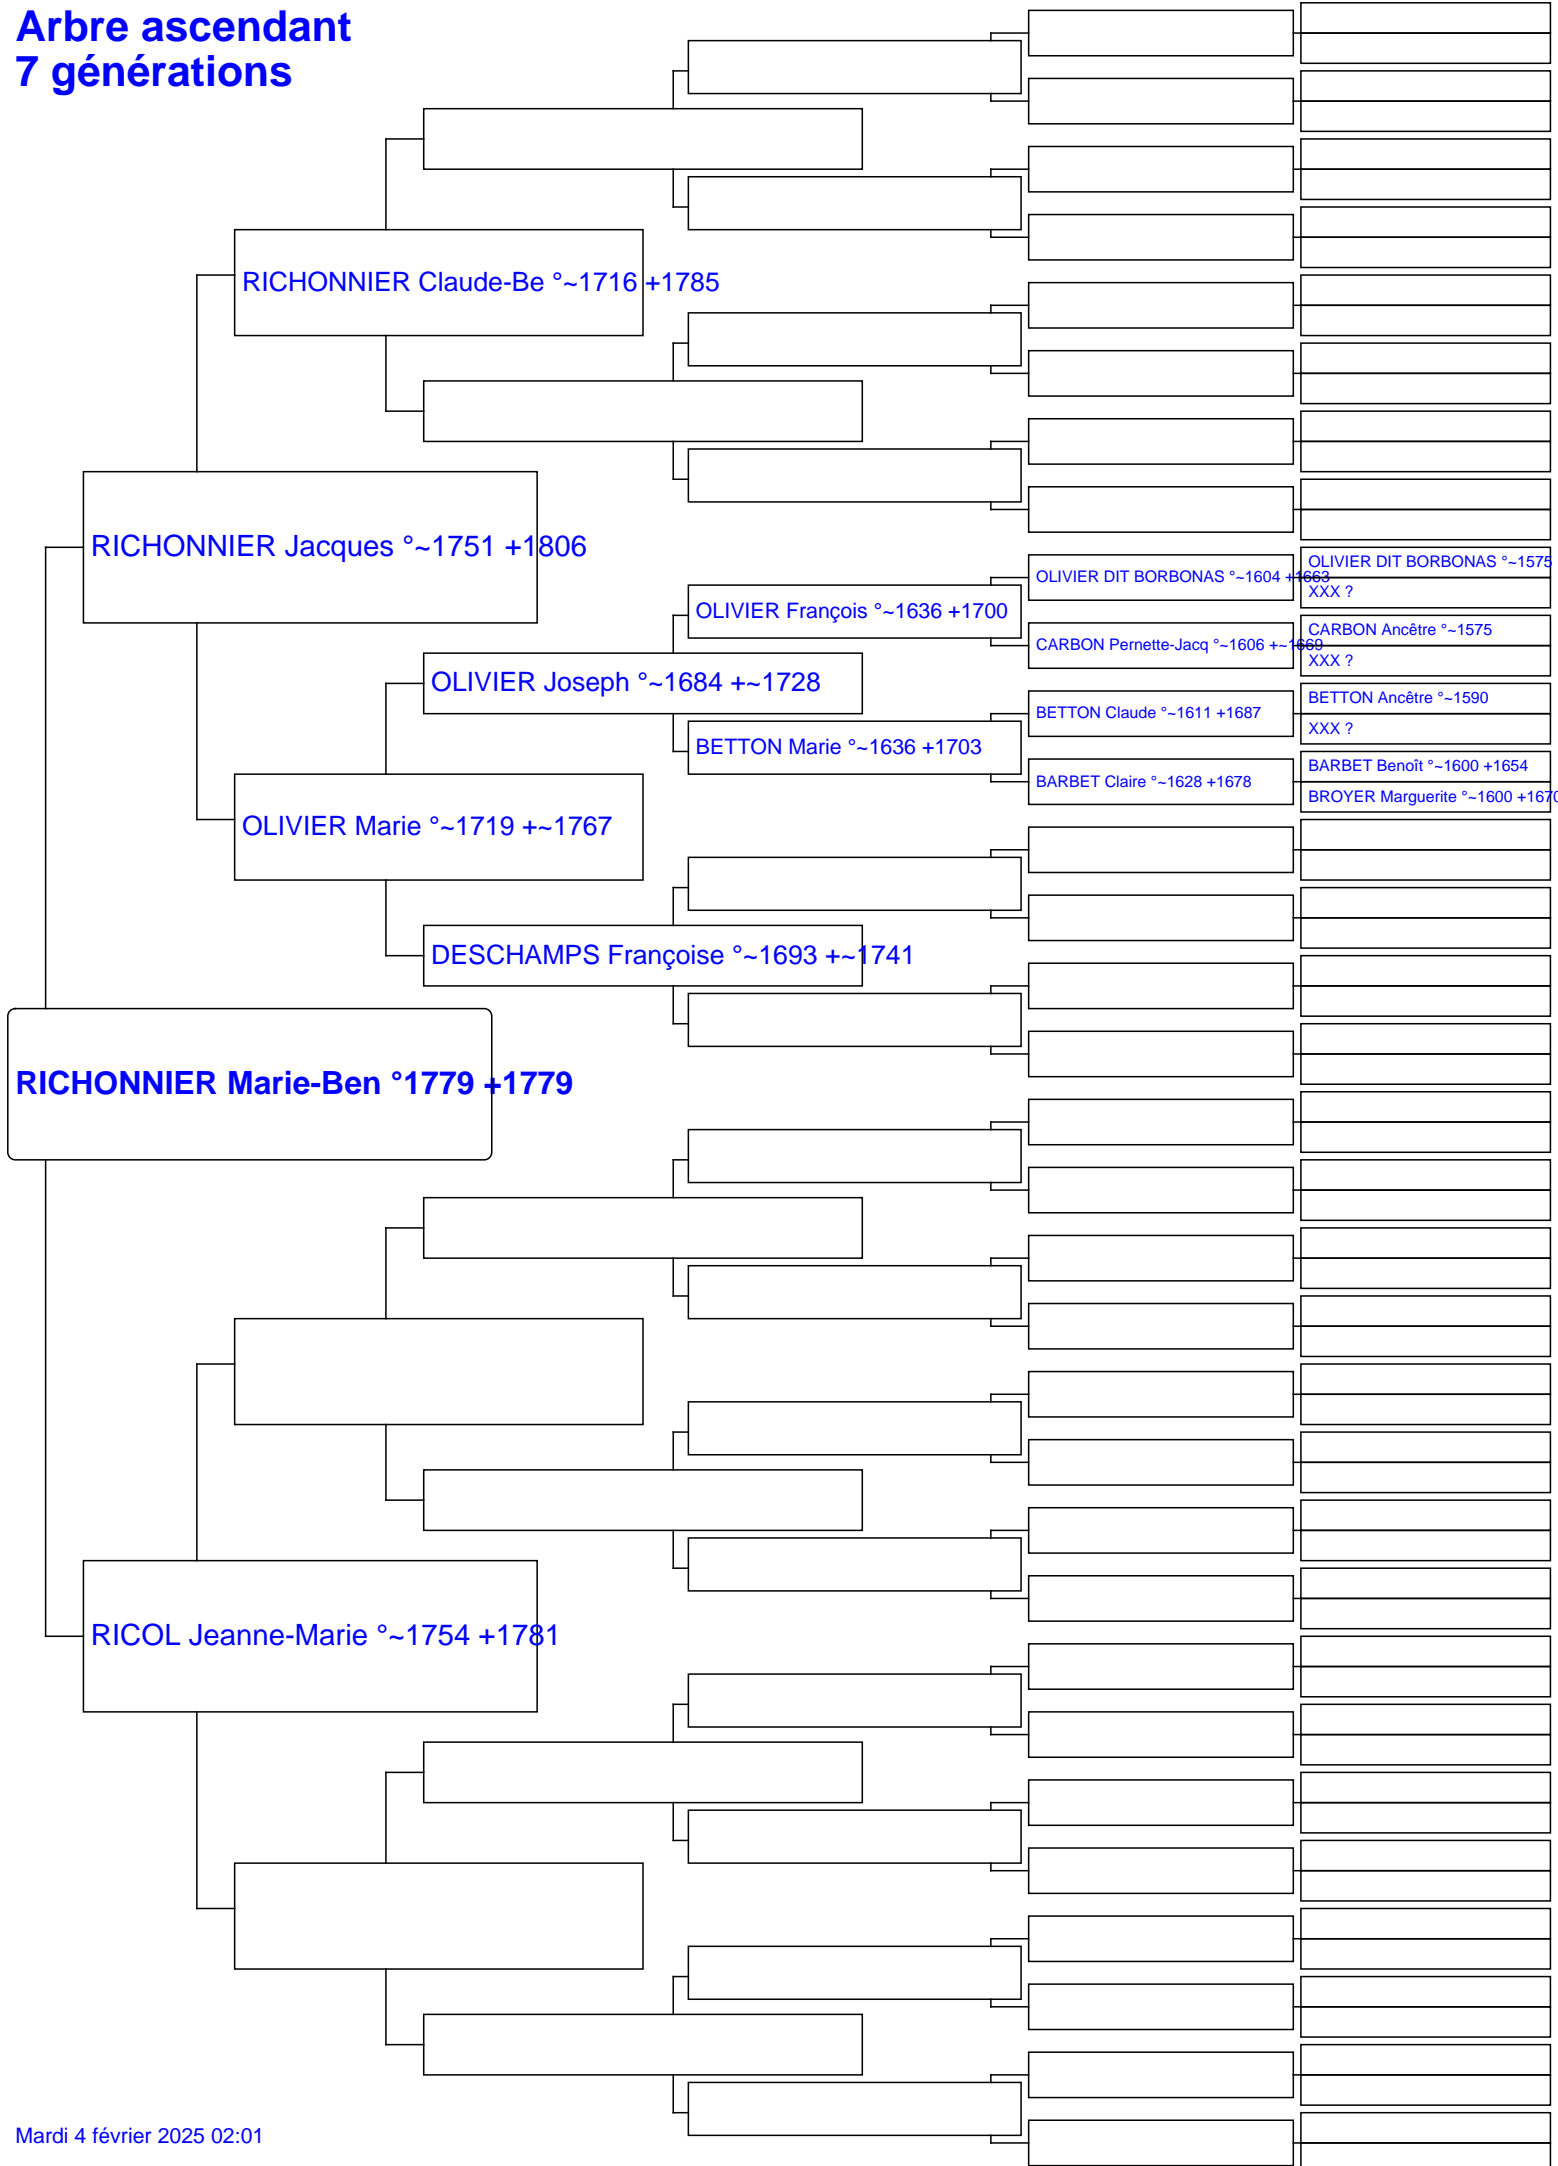 Arbre ascendant
7 générations
RICHONNIER Claude-Be °~1716 +1785
RICHONNIER Jacques °~1751 +1806
OLIVIER DIT BORBONAS °~1575
OLIVIER DIT BORBONAS °~1604 +1663
XXX ?
OLIVIER François °~1636 +1700
CARBON Ancêtre °~1575
CARBON Pernette-Jacq °~1606 +~1669
XXX ?
OLIVIER Joseph °~1684 +~1728
BETTON Ancêtre °~1590
BETTON Claude °~1611 +1687
XXX ?
BETTON Marie °~1636 +1703
BARBET Benoît °~1600 +1654
BARBET Claire °~1628 +1678
BROYER Marguerite °~1600 +1670
OLIVIER Marie °~1719 +~1767
DESCHAMPS Françoise °~1693 +~1741
RICHONNIER Marie-Ben °1779 +1779
RICOL Jeanne-Marie °~1754 +1781
Mardi 4 février 2025 02:01